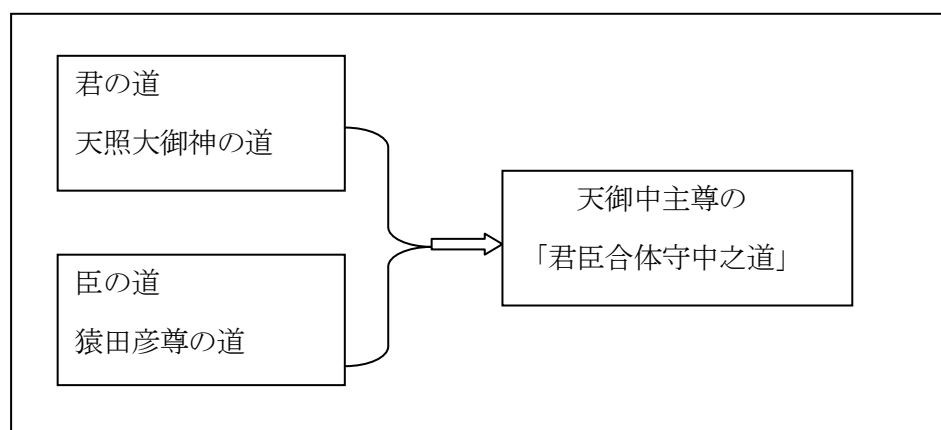 君の道
天照大御神の道
臣の道
猿田彦尊の道
天御中主尊の
「君臣合体守中之道」